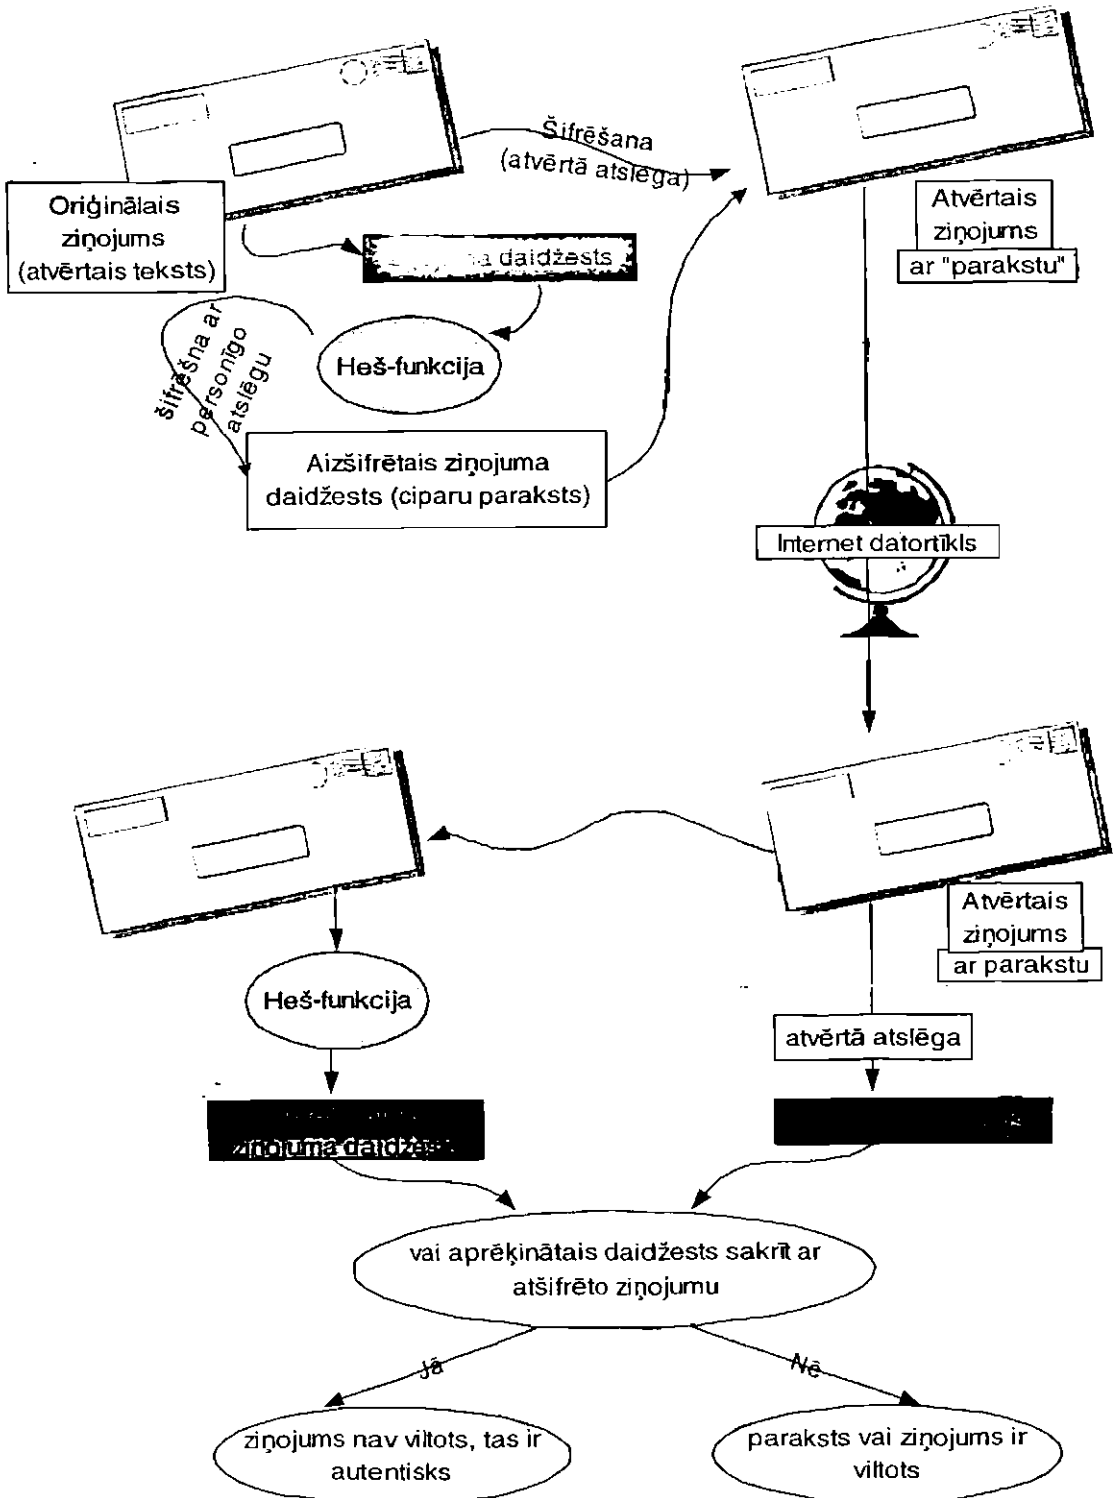 Šifrēšana
(atvērtā atslēga)
Oriģinālais
ziņojums
(atvērtais teksts)
Atvērtais
ziņojums
ar "parakstu"
daidžests
Heš-funkcija
šifrēšna ar
personīgo
atslēgu
Aizšifrētais ziņojuma
daidžests (ciparu paraksts)
Internet datortīkls
Atvērtais
ziņojums
ar parakstu
Heš-funkcija
atvērtā atslēga
ziņojuma
vai aprēķinātais daidžests sakrīt ar
atšifrēto ziņojumu
Jā
Nē
ziņojums nav viltots, tas ir
autentisks
paraksts vai ziņojums ir
viltots